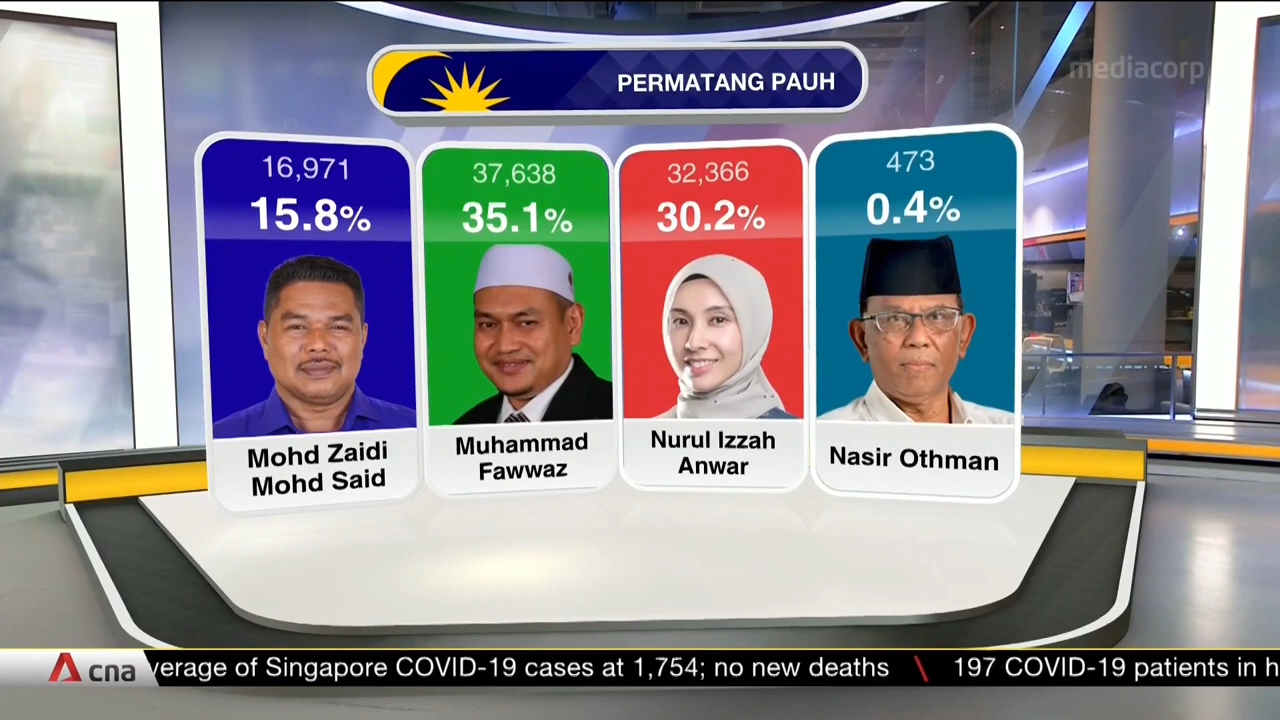 mediacorp
PERMATANG PAUH
16,971
15.8%
Mohd Zaidi
Mohd Said
37,638
35.1%
Muhammad
Fawwaz
32,366
30.2%
Nurul Izzah
Anwar
473
0.4%
Nasir Othman
cna verage of Singapore COVID-19 cases at 1,754; no new deaths \ 197 COVID-19 patients in h